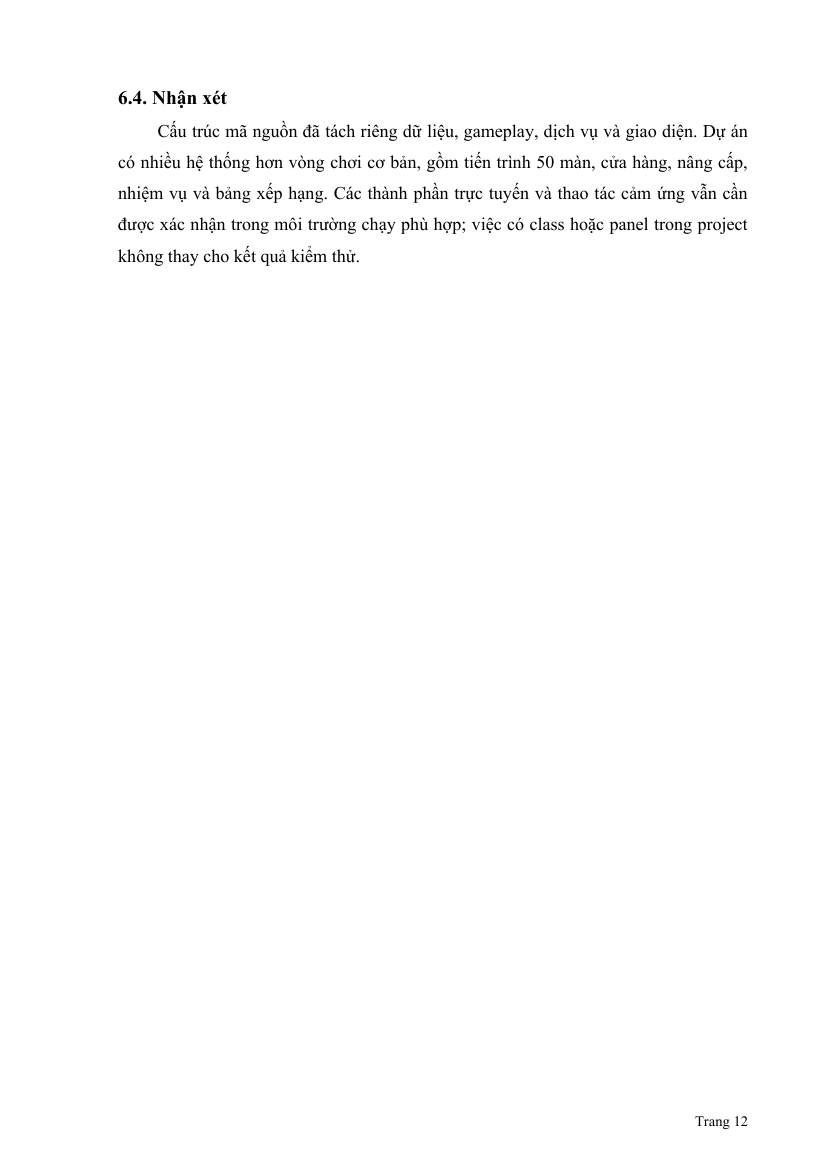 6.4. Nhận xét
Cấu trúc mã nguồn đã tách riêng dữ liệu, gameplay, dịch vụ và giao diện. Dự án
có nhiều hệ thống hơn vòng chơi cơ bản, gồm tiến trình 50 màn, cửa hàng, nâng cấp,
nhiệm vụ và bảng xếp hạng. Các thành phần trực tuyến và thao tác cảm ứng vẫn cần
được xác nhận trong môi trường chạy phù hợp; việc có class hoặc panel trong project
không thay cho kết quả kiểm thử.
Trang 12